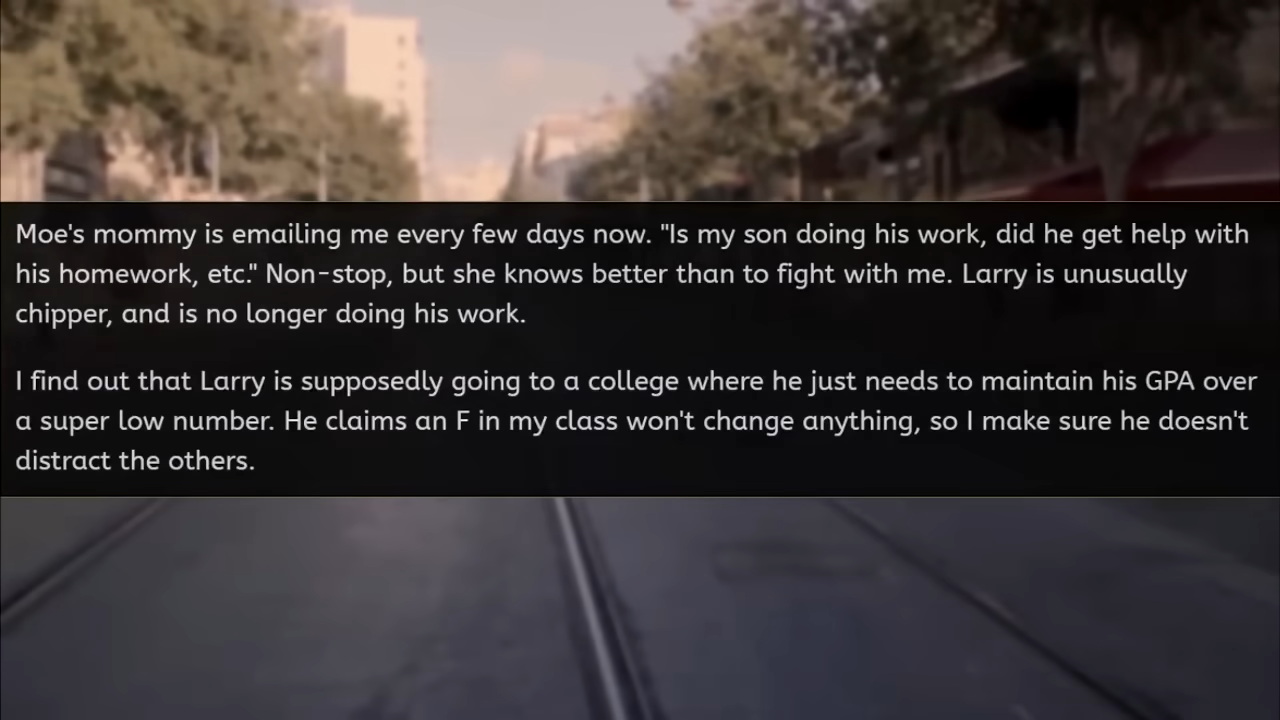 Moe's mommy is emailing me every few days now. "Is my son doing his work, did he get help with
his homework, etc." Non-stop, but she knows better than to fight with me. Larry is unusually
chipper, and is no longer doing his work.
I find out that Larry is supposedly going to a college where he just needs to maintain his GPA over
a super low number. He claims an F in my class won't change anything, so I make sure he doesn't
distract the others.